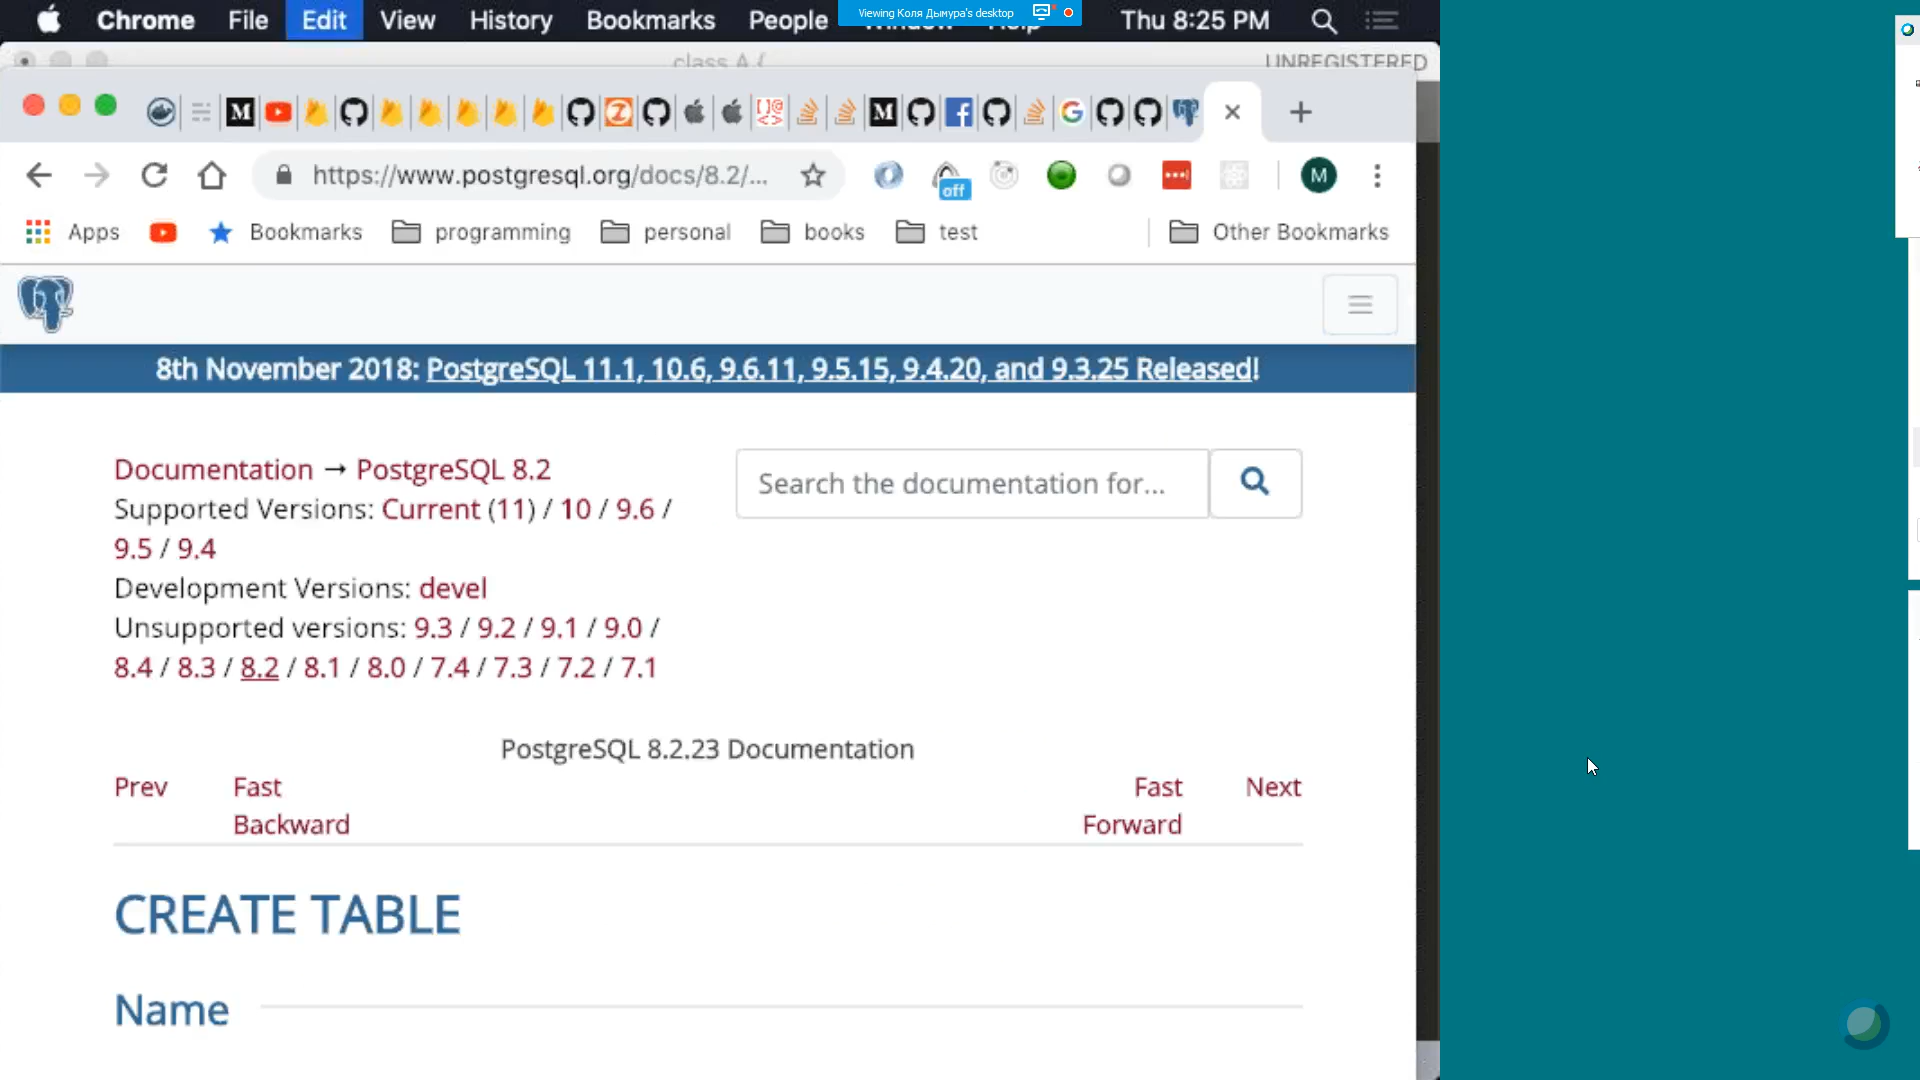 Chrome File Edit View History Bookmarks People Window Help Thu 8:25 PM
Viewing Коля Дымура's desktop
class A { UNREGISTERED
https://www.postgresql.org/docs/8.2/...
off
M
Apps Bookmarks programming personal books test Other Bookmarks
8th November 2018: PostgreSQL 11.1, 10.6, 9.6.11, 9.5.15, 9.4.20, and 9.3.25 Released!
Documentation → PostgreSQL 8.2
Search the documentation for...
Supported Versions: Current (11) / 10 / 9.6 /
9.5 / 9.4
Development Versions: devel
Unsupported versions: 9.3 / 9.2 / 9.1 / 9.0 /
8.4 / 8.3 / 8.2 / 8.1 / 8.0 / 7.4 / 7.3 / 7.2 / 7.1
PostgreSQL 8.2.23 Documentation
Prev Fast Fast Next
Backward Forward
CREATE TABLE
Name